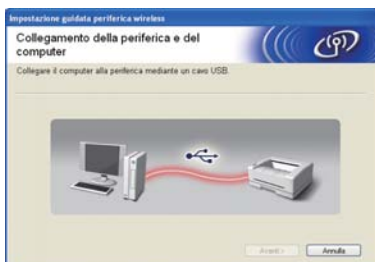 Impostazione guidata periferica wireless
Collegamento della periferica e del
computer
Collegare il computer alla periferica mediante un cavo USB.
Avanti >
Annulla